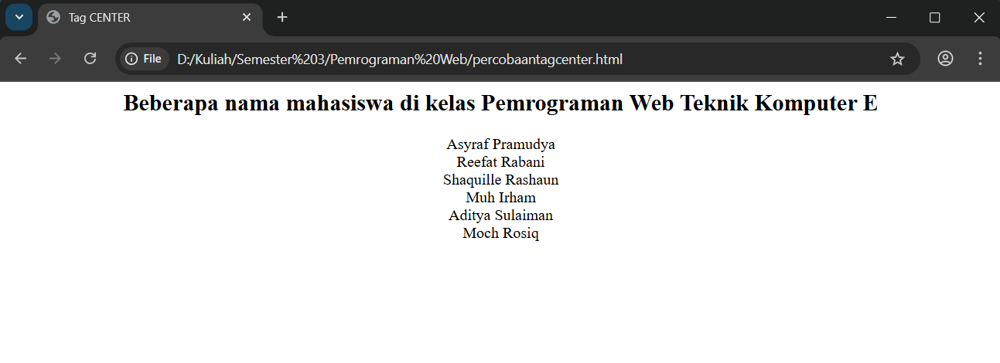 Tag CENTER
File
D:/Kuliah/Semester%203/Pemrograman%20Web/percobaantagcenter.html
Beberapa nama mahasiswa di kelas Pemrograman Web Teknik Komputer E
Asyraf Pramudya
Reefat Rabani
Shaquille Rashaun
Muh Irham
Aditya Sulaiman
Moch Rosiq